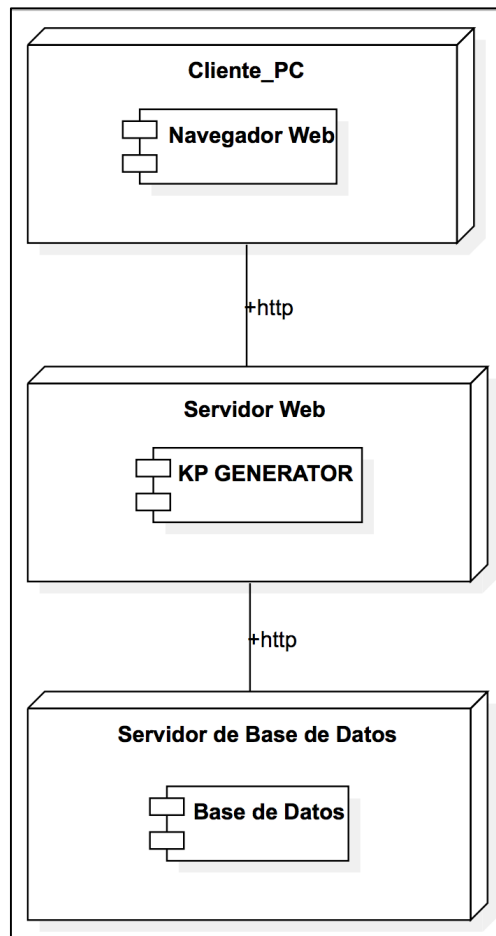 Cliente_PC
Navegador Web
+http
Servidor Web
KP GENERATOR
+http
Servidor de Base de Datos
Base de Datos